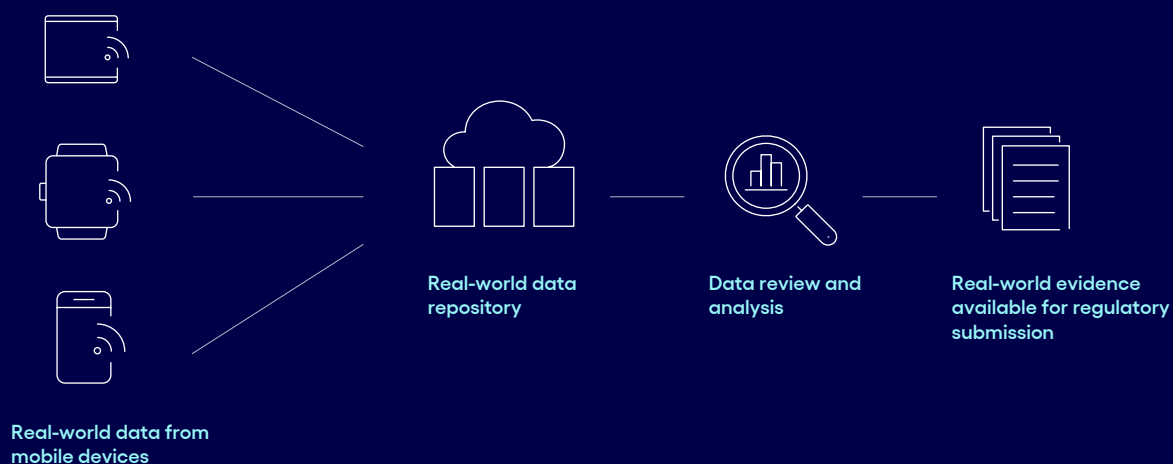 Real-world data
repository
Data review and
analysis
Real-world evidence
available for regulatory
submission
Real-world data from
mobile devices